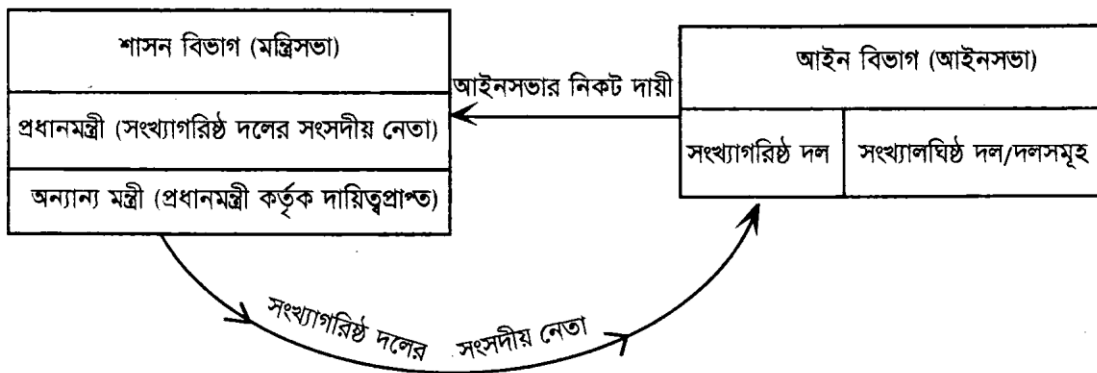 শাসন বিভাগ (মন্ত্রিসভা)
প্রধানমন্ত্রী (সংখ্যাগরিষ্ঠ দলের সংসদীয় নেতা)
অন্যান্য মন্ত্রী (প্রধানমন্ত্রী কর্তৃক দায়িত্বপ্রাপ্ত)
আইনসভার নিকট দায়ী
আইন বিভাগ (আইনসভা)
সংখ্যাগরিষ্ঠ দল
সংখ্যালঘিষ্ঠ দল/দলসমূহ
সংখ্যাগরিষ্ঠ দলের সংসদীয় নেতা